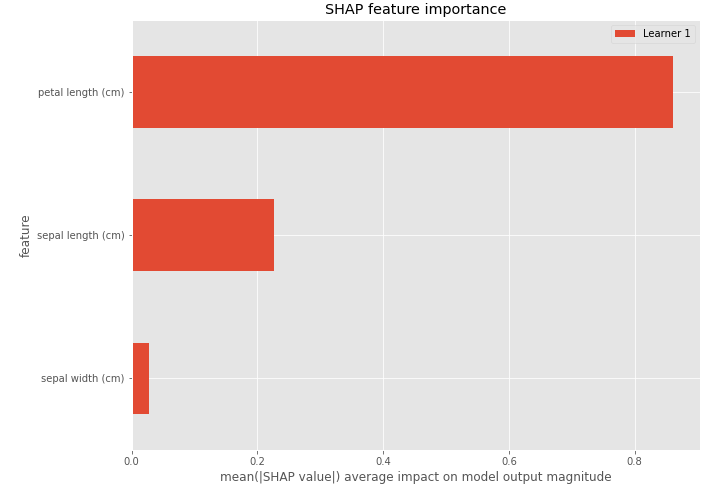 SHAP feature importance
Learner 1
petal length (cm)
sepal length (cm)
sepal width (cm)
feature
0.0 0.2 0.4 0.6 0.8
mean(|SHAP value|) average impact on model output magnitude